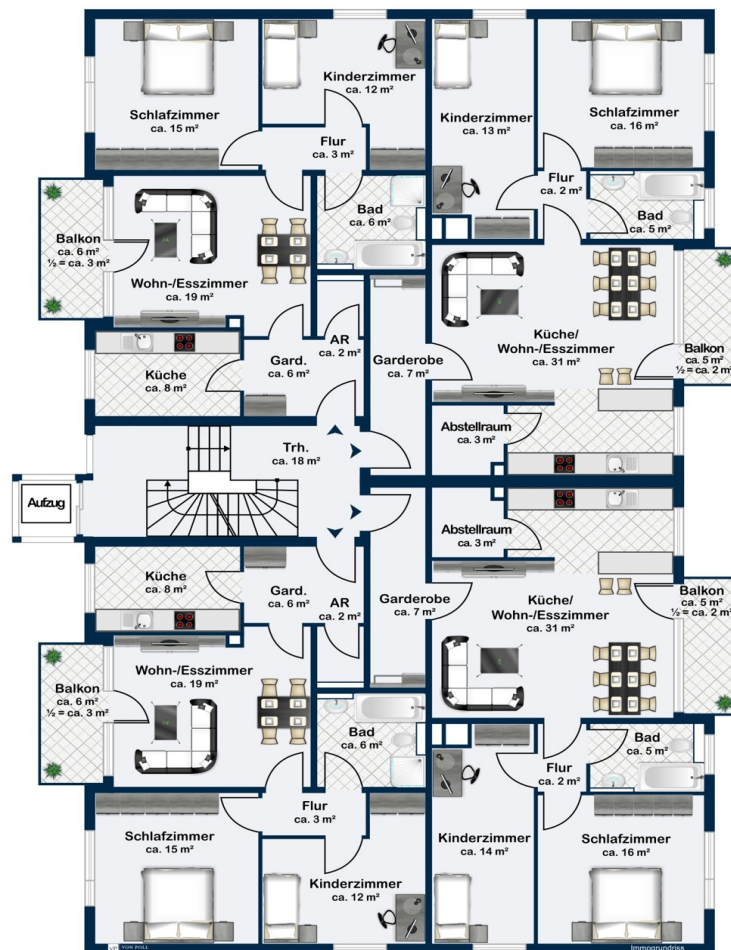 Schlafzimmer
ca. 15 m²
Kinderzimmer
ca. 12 m²
Kinderzimmer
ca. 13 m²
Schlafzimmer
ca. 16 m²
Flur
ca. 3 m²
Flur
ca. 2 m²
Bad
ca. 6 m²
Bad
ca. 5 m²
Balkon
ca. 6 m²
½ = ca. 3 m²
Wohn-/Esszimmer
ca. 19 m²
Küche/
Wohn-/Esszimmer
ca. 31 m²
Balkon
ca. 5 m²
½ = ca. 2 m²
Küche
ca. 8 m²
Gard.
ca. 6 m²
AR
ca. 2 m²
Garderobe
ca. 7 m²
Abstellraum
ca. 3 m²
Trh.
ca. 18 m²
Aufzug
Abstellraum
ca. 3 m²
Küche
ca. 8 m²
Gard.
ca. 6 m²
AR
ca. 2 m²
Garderobe
ca. 7 m²
Küche/
Wohn-/Esszimmer
ca. 31 m²
Balkon
ca. 5 m²
½ = ca. 2 m²
Balkon
ca. 6 m²
½ = ca. 3 m²
Wohn-/Esszimmer
ca. 19 m²
Bad
ca. 6 m²
Bad
ca. 5 m²
Flur
ca. 3 m²
Flur
ca. 2 m²
Schlafzimmer
ca. 15 m²
Kinderzimmer
ca. 12 m²
Kinderzimmer
ca. 14 m²
Schlafzimmer
ca. 16 m²
VON POLL
Immogrundriss